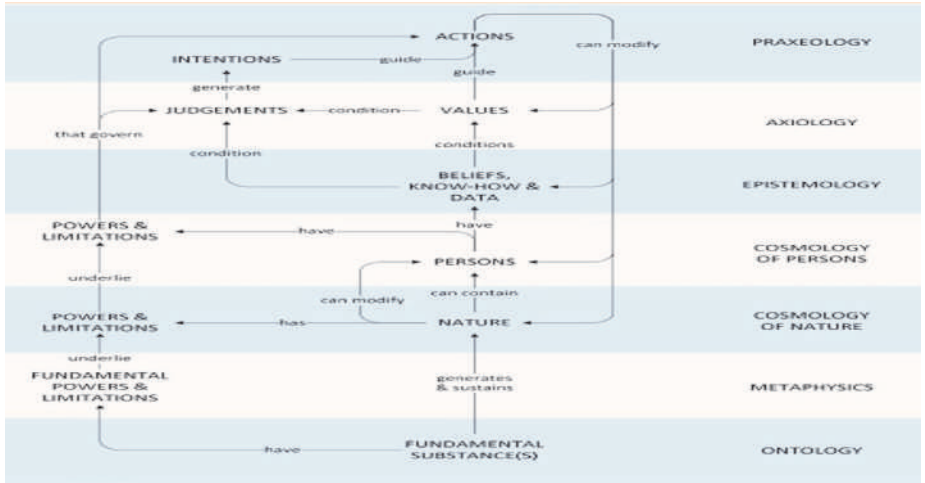 ACTIONS
can modify
PRAXEOLOGY
INTENTIONS
guide
guide
generate
JUDGEMENTS
condition
VALUES
AXIOLOGY
that govern
condition
conditions
BELIEFS,
KNOW-HOW &
DATA
EPISTEMOLOGY
POWERS &
LIMITATIONS
have
have
COSMOLOGY
OF PERSONS
PERSONS
underlie
can contain
can modify
POWERS &
LIMITATIONS
has
NATURE
COSMOLOGY
OF NATURE
underlie
FUNDAMENTAL
POWERS &
LIMITATIONS
generates
& sustains
METAPHYSICS
have
FUNDAMENTAL
SUBSTANCE(S)
ONTOLOGY